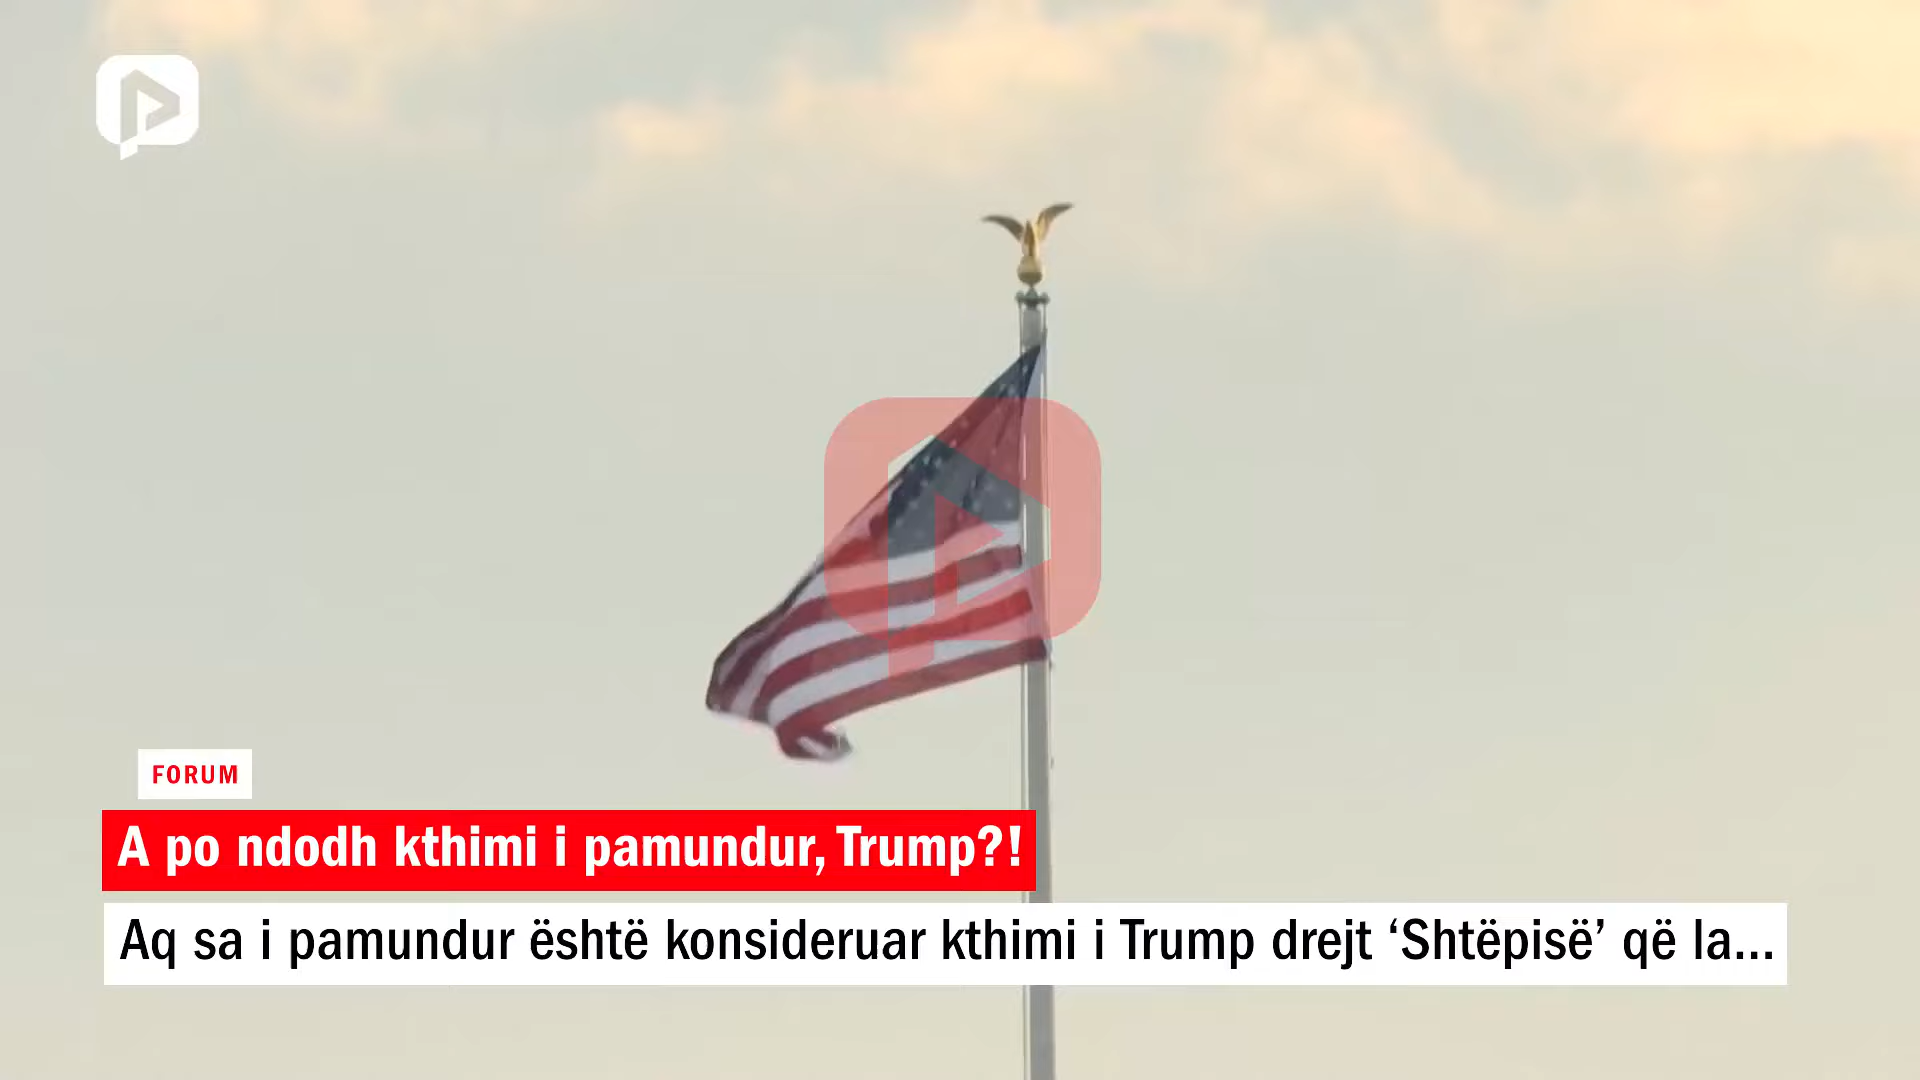 FORUM
A po ndodh kthimi i pamundur, Trump?!
Aq sa i pamundur është konsideruar kthimi i Trump drejt ‘Shtëpisë’ që la...